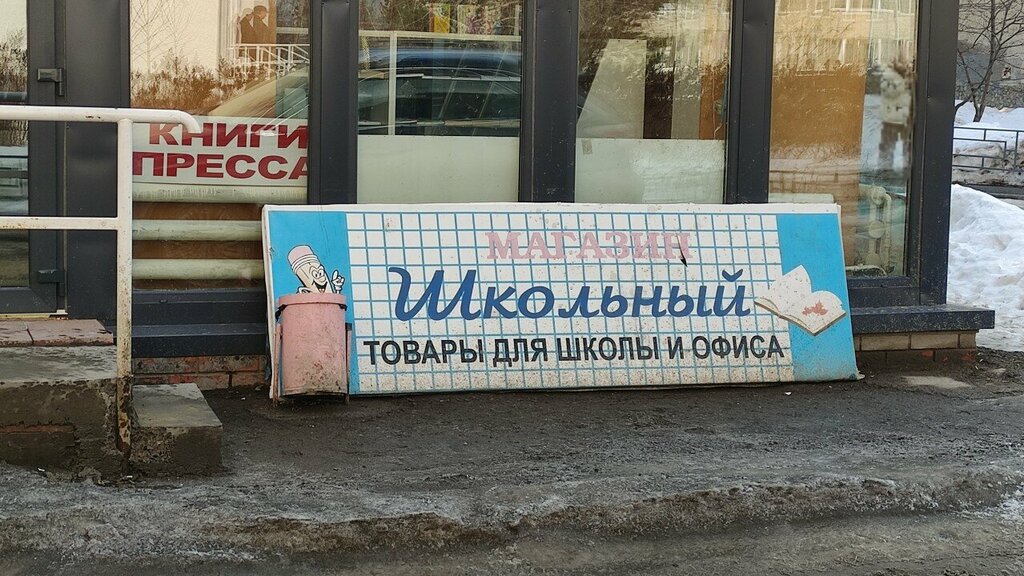 КНИГИ
ПРЕССА
МАГАЗИН
Школьный
ТОВАРЫ ДЛЯ ШКОЛЫ И ОФИСА